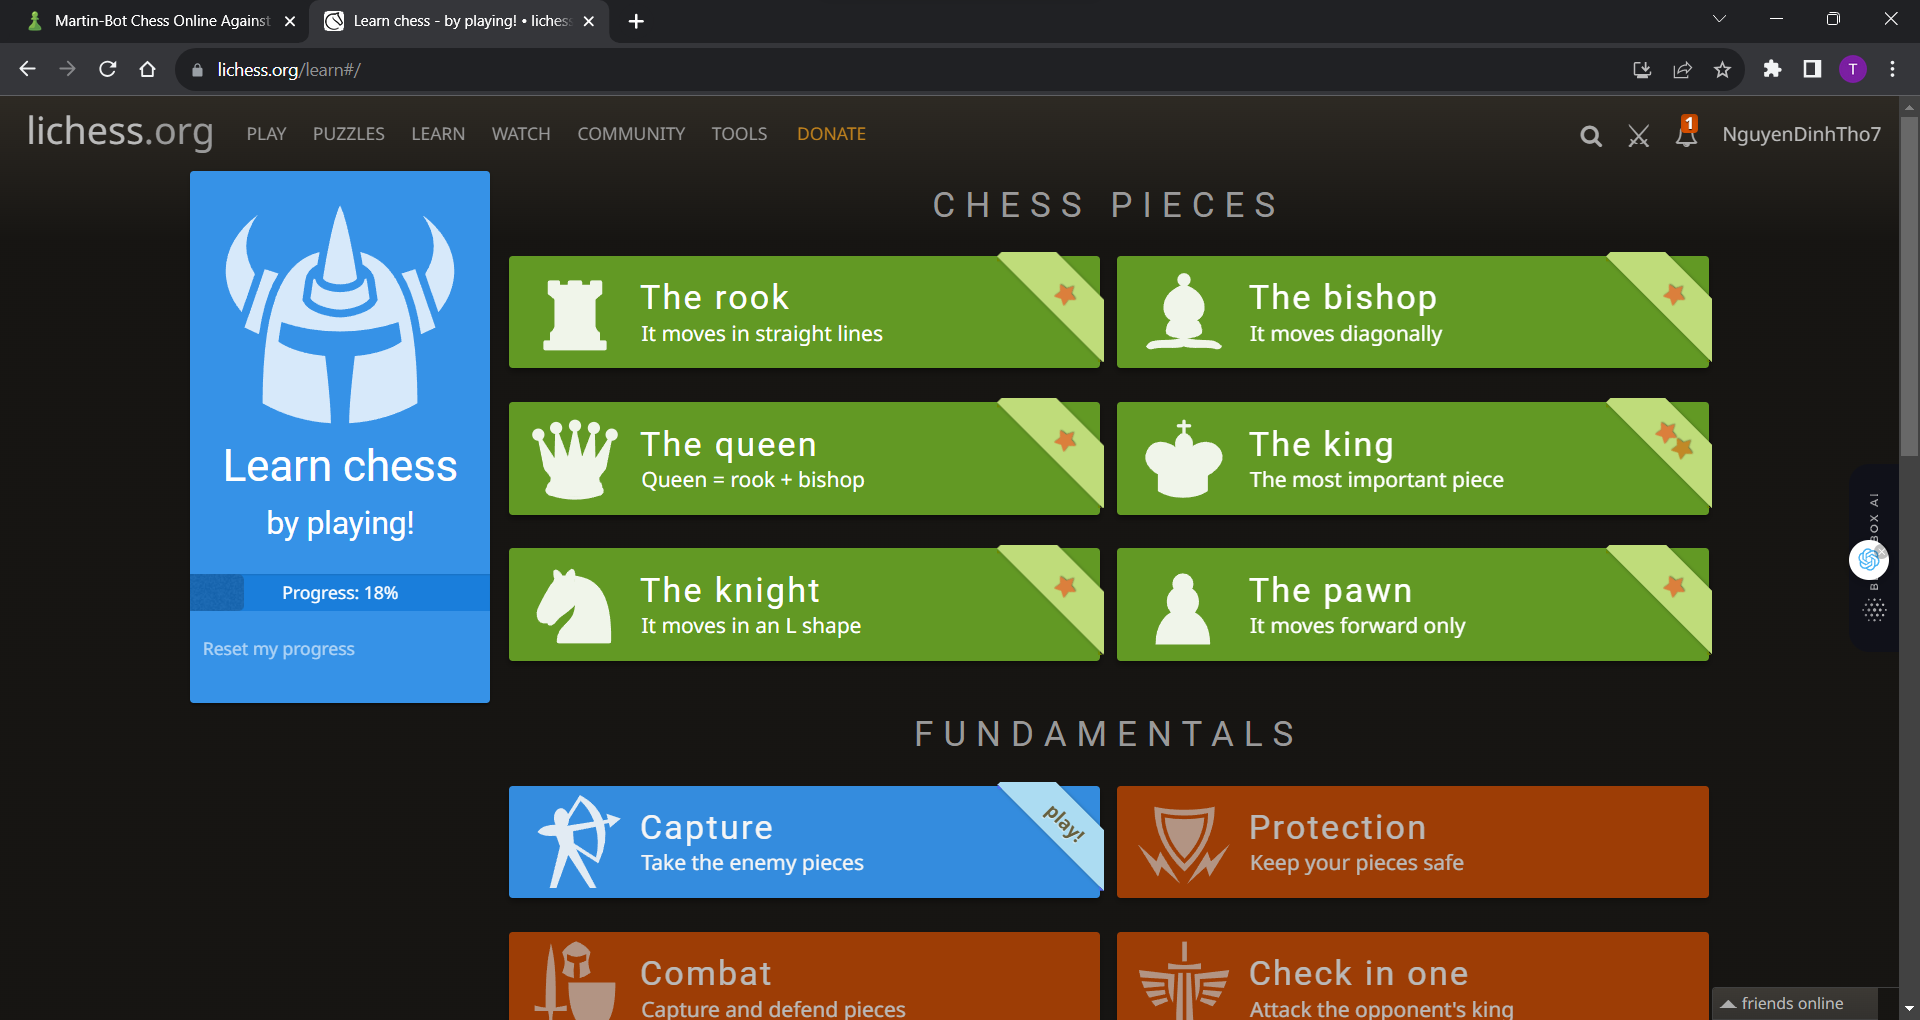 Martin-Bot Chess Online Against
Learn chess - by playing! • lichess
lichess.org/learn#/
T
lichess.org
PLAY
PUZZLES
LEARN
WATCH
COMMUNITY
TOOLS
DONATE
1
NguyenDinhTho7
Learn chess
by playing!
Progress: 18%
Reset my progress
CHESS PIECES
The rook
It moves in straight lines
The bishop
It moves diagonally
The queen
Queen = rook + bishop
The king
The most important piece
The knight
It moves in an L shape
The pawn
It moves forward only
FUNDAMENTALS
Capture
Take the enemy pieces
play!
Protection
Keep your pieces safe
Combat
Capture and defend pieces
Check in one
Attack the opponent's king
BOX AI
friends online